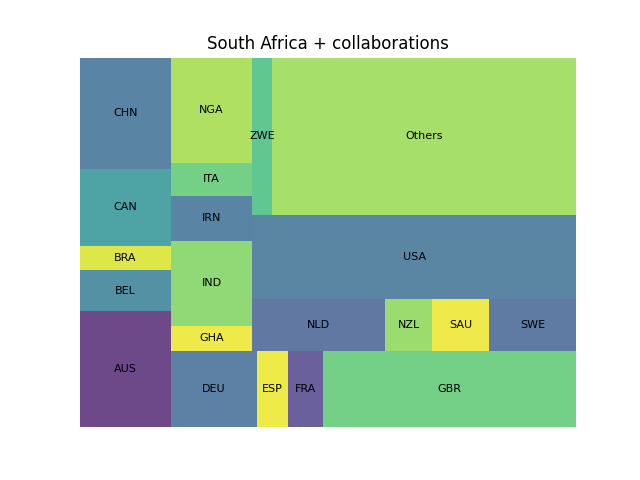 South Africa + collaborations
CHN
NGA
ZWE
Others
ITA
CAN
IRN
BRA
IND
USA
BEL
NLD
NZL
SAU
SWE
GHA
AUS
DEU
ESP
FRA
GBR